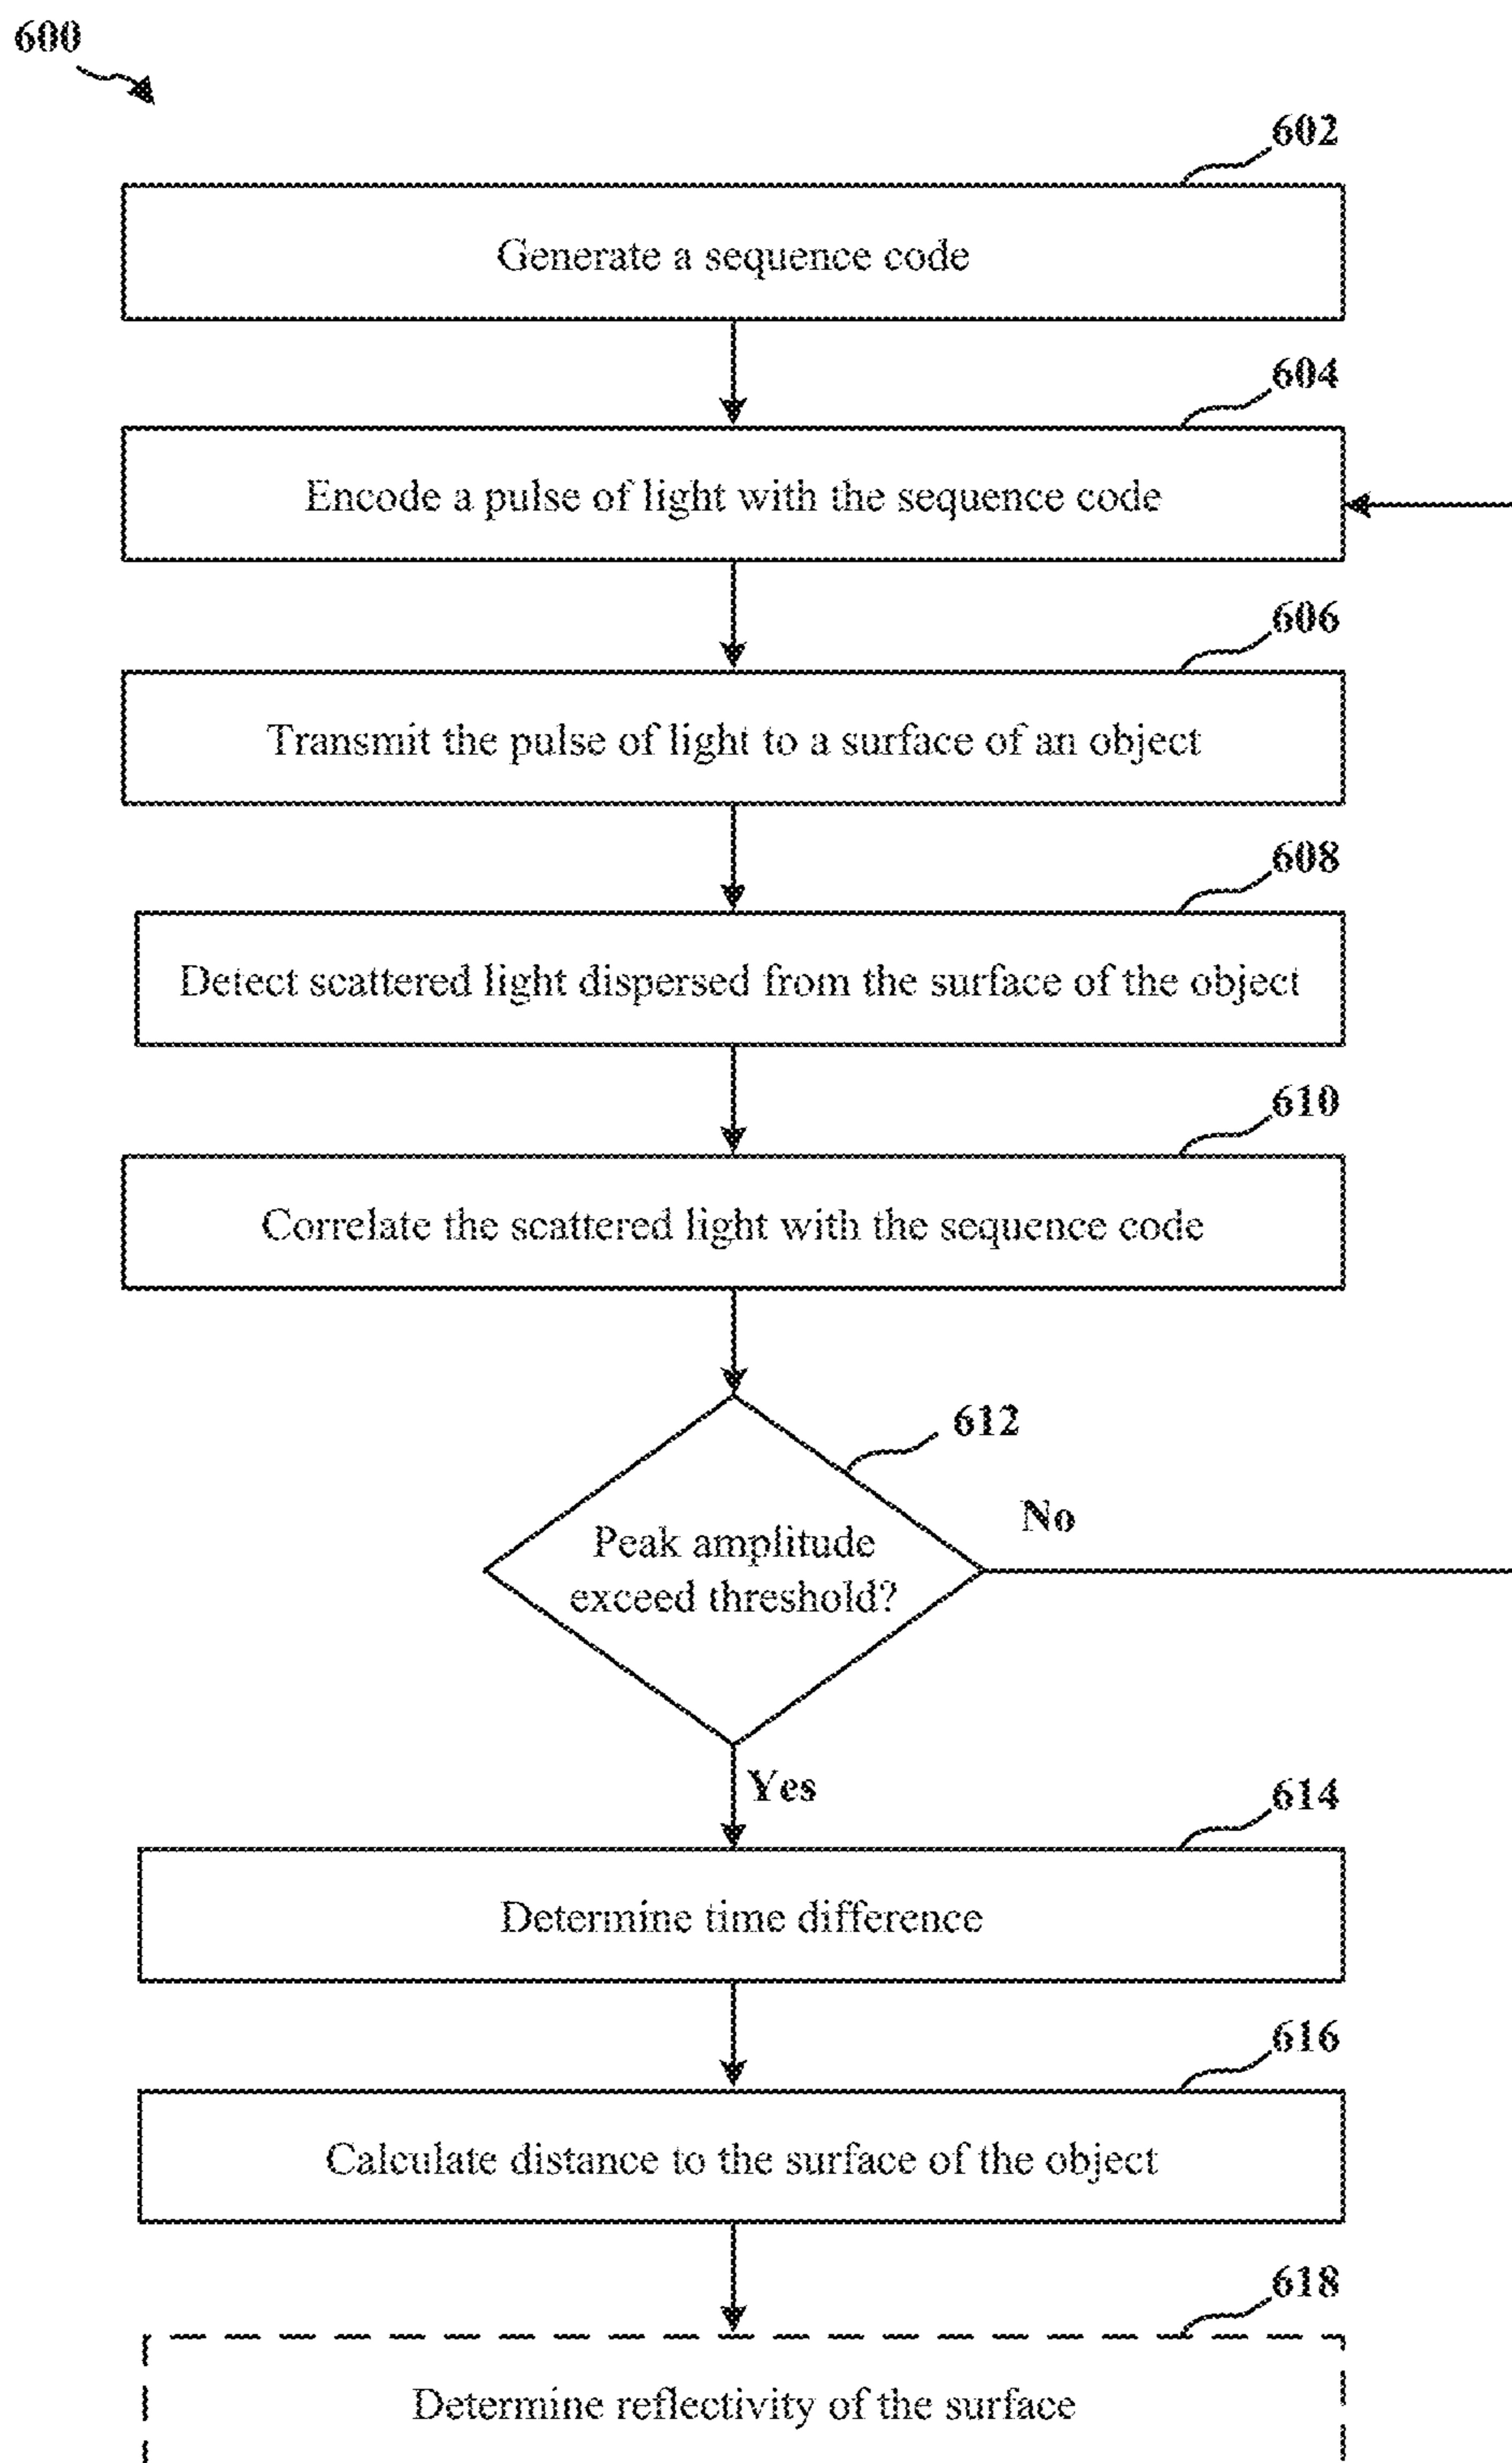 600
602
Generate a sequence code
604
Encode a pulse of light with the sequence code
606
Transmit the pulse of light to a surface of an object
608
Detect scattered light dispersed from the surface of the object
610
Correlate the scattered light with the sequence code
612
Peak amplitude
exceed threshold?
No
Yes
614
Determine time difference
616
Calculate distance to the surface of the object
618
Determine reflectivity of the surface